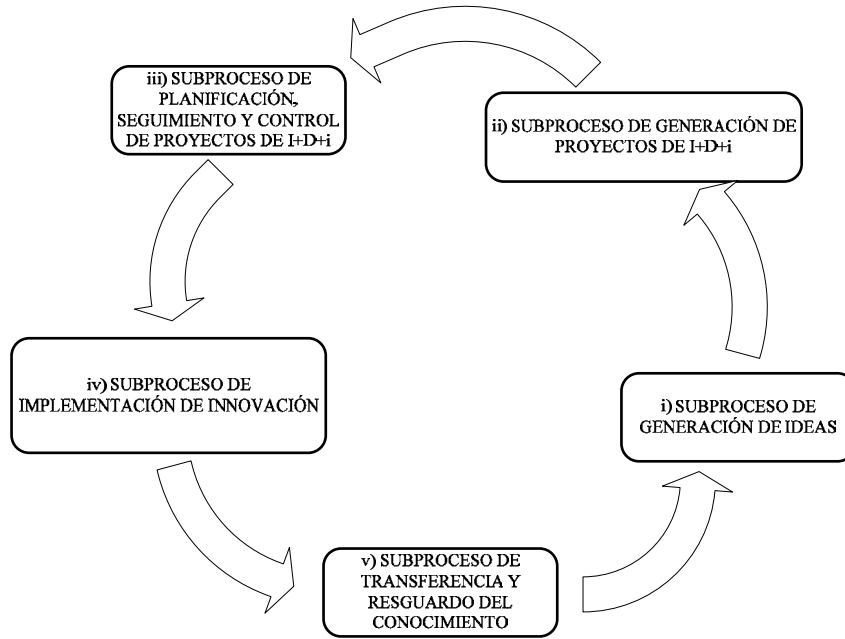 iii) SUBPROCESO DE
PLANIFICACIÓN,
SEGUIMIENTO Y CONTROL
DE PROYECTOS DE I+D+i
ii) SUBPROCESO DE GENERACIÓN DE
PROYECTOS DE I+D+i
iv) SUBPROCESO DE
IMPLEMENTACIÓN DE INNOVACIÓN
i) SUBPROCESO DE
GENERACIÓN DE IDEAS
v) SUBPROCESO DE
TRANSFERENCIA Y
RESGUARDO DEL
CONOCIMIENTO